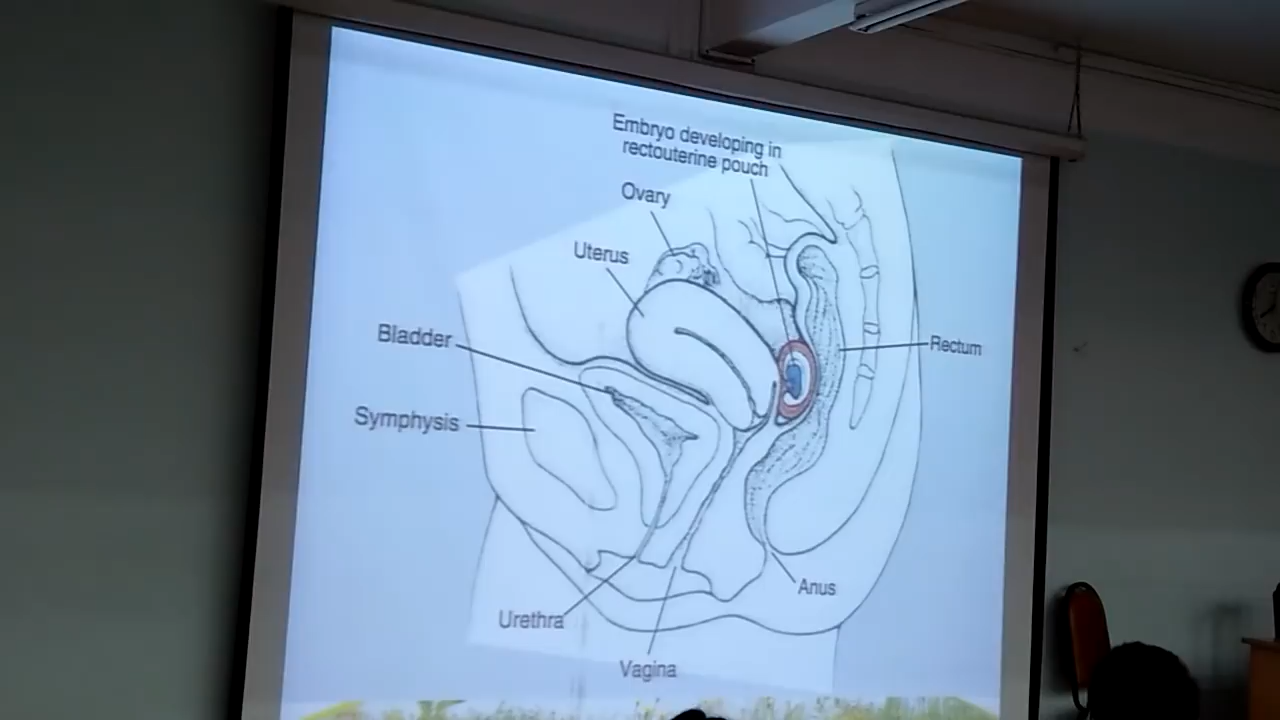 Embryo developing in
rectouterine pouch
Ovary
Uterus
Bladder
Rectum
Symphysis
Anus
Urethra
Vagina